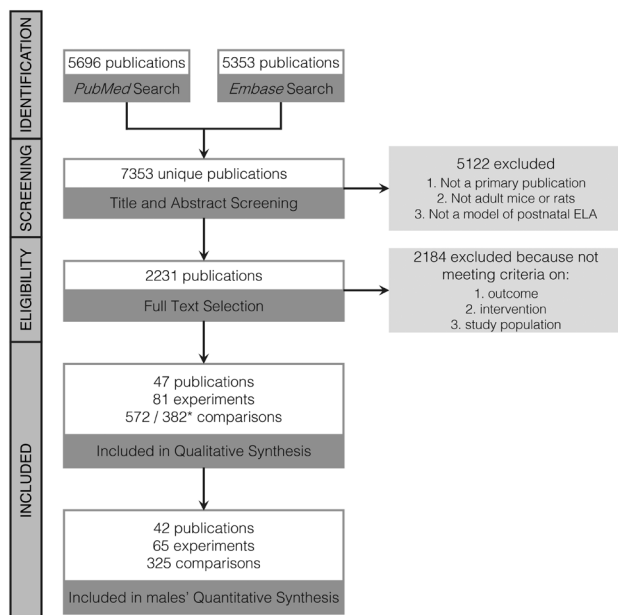 IDENTIFICATION
5696 publications
PubMed Search
5353 publications
Embase Search
SCREENING
7353 unique publications
Title and Abstract Screening
5122 excluded
1. Not a primary publication
2. Not adult mice or rats
3. Not a model of postnatal ELA
ELIGIBILITY
2231 publications
Full Text Selection
2184 excluded because not
meeting criteria on:
1. outcome
2. intervention
3. study population
INCLUDED
47 publications
81 experiments
572 / 382* comparisons
Included in Qualitative Synthesis
42 publications
65 experiments
325 comparisons
Included in males' Quantitative Synthesis